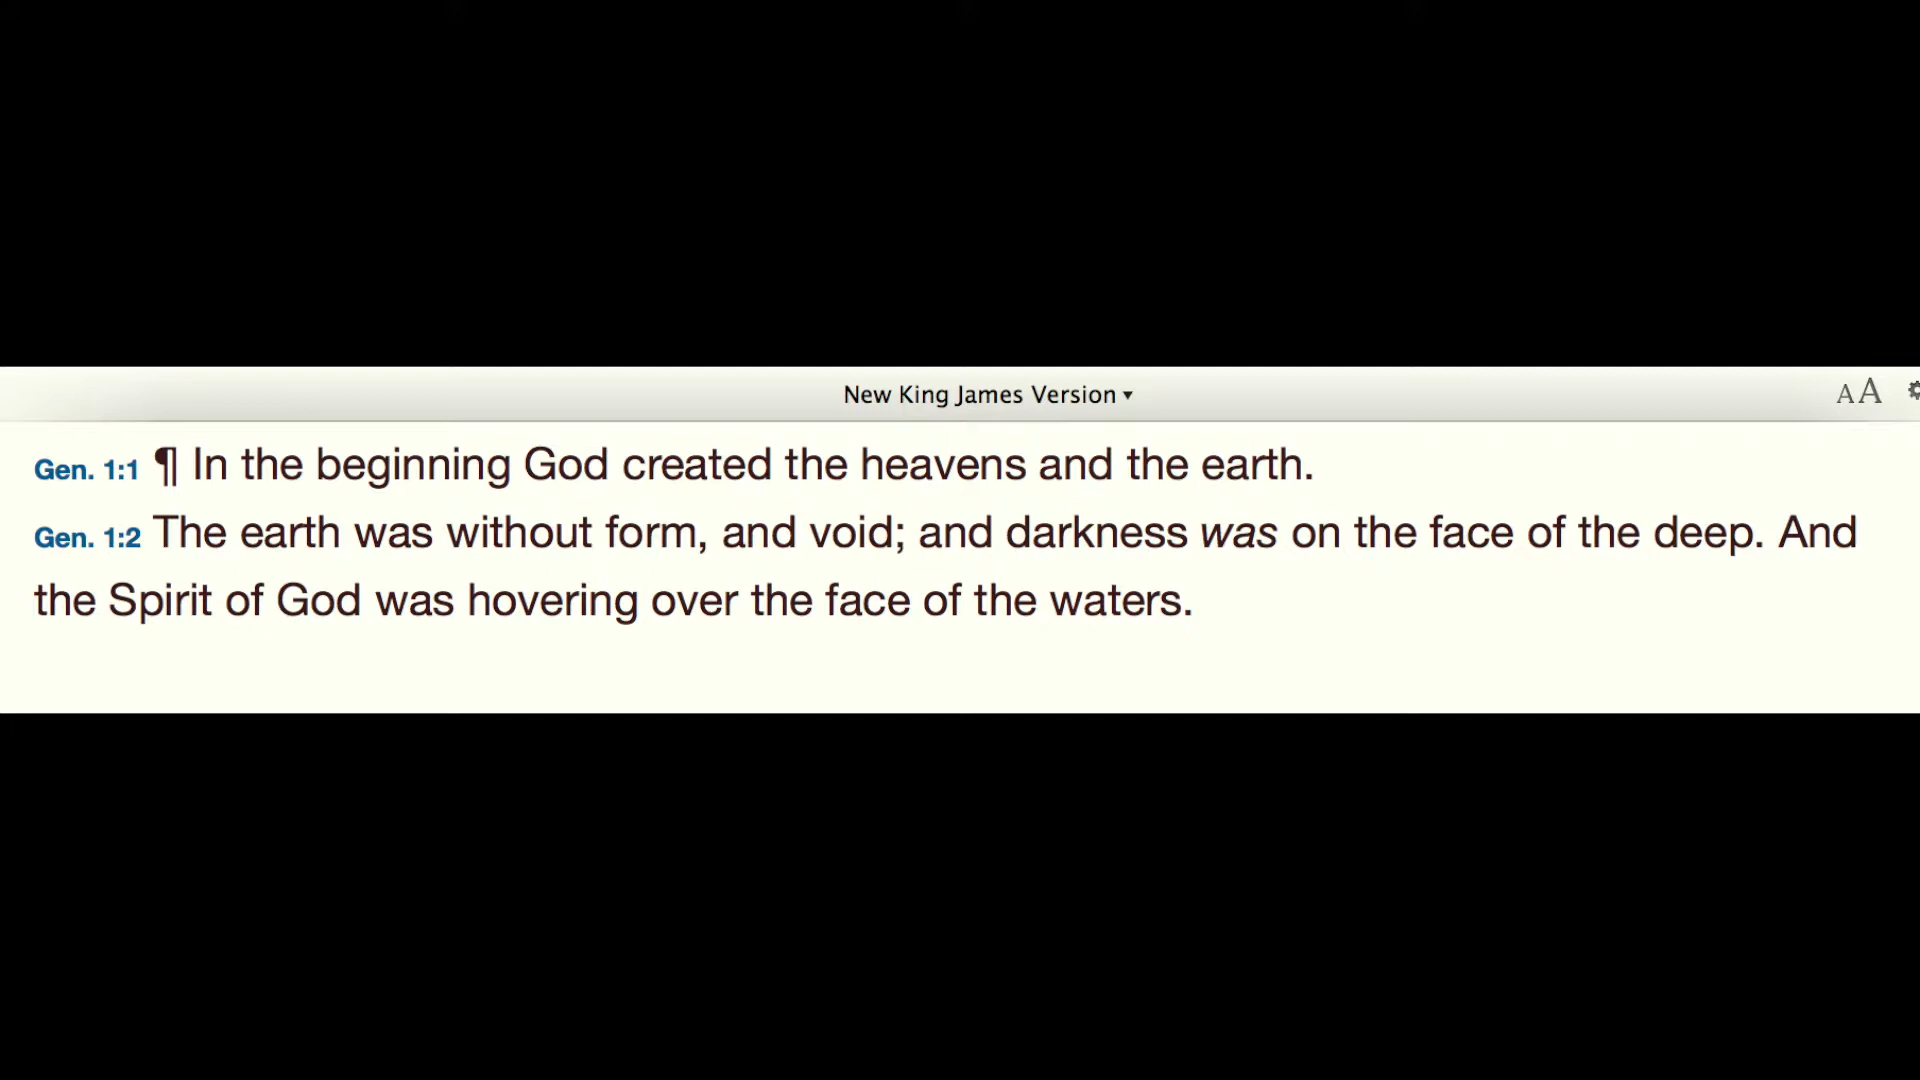 New King James Version ▾ AA
Gen. 1:1 ¶ In the beginning God created the heavens and the earth.
Gen. 1:2 The earth was without form, and void; and darkness was on the face of the deep. And
the Spirit of God was hovering over the face of the waters.